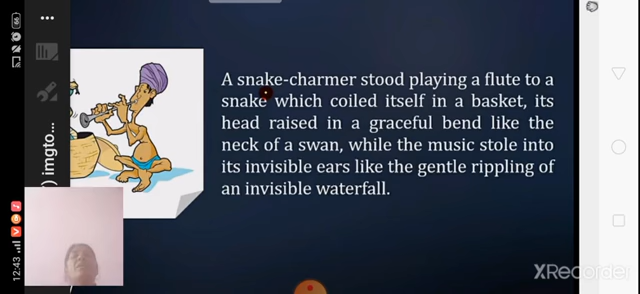 A snake-charmer stood playing a flute to a
snake which coiled itself in a basket, its
head raised in a graceful bend like the
neck of a swan, while the music stole into
its invisible ears like the gentle rippling of
an invisible waterfall.
) imgto...
12:43
66
XRecorder